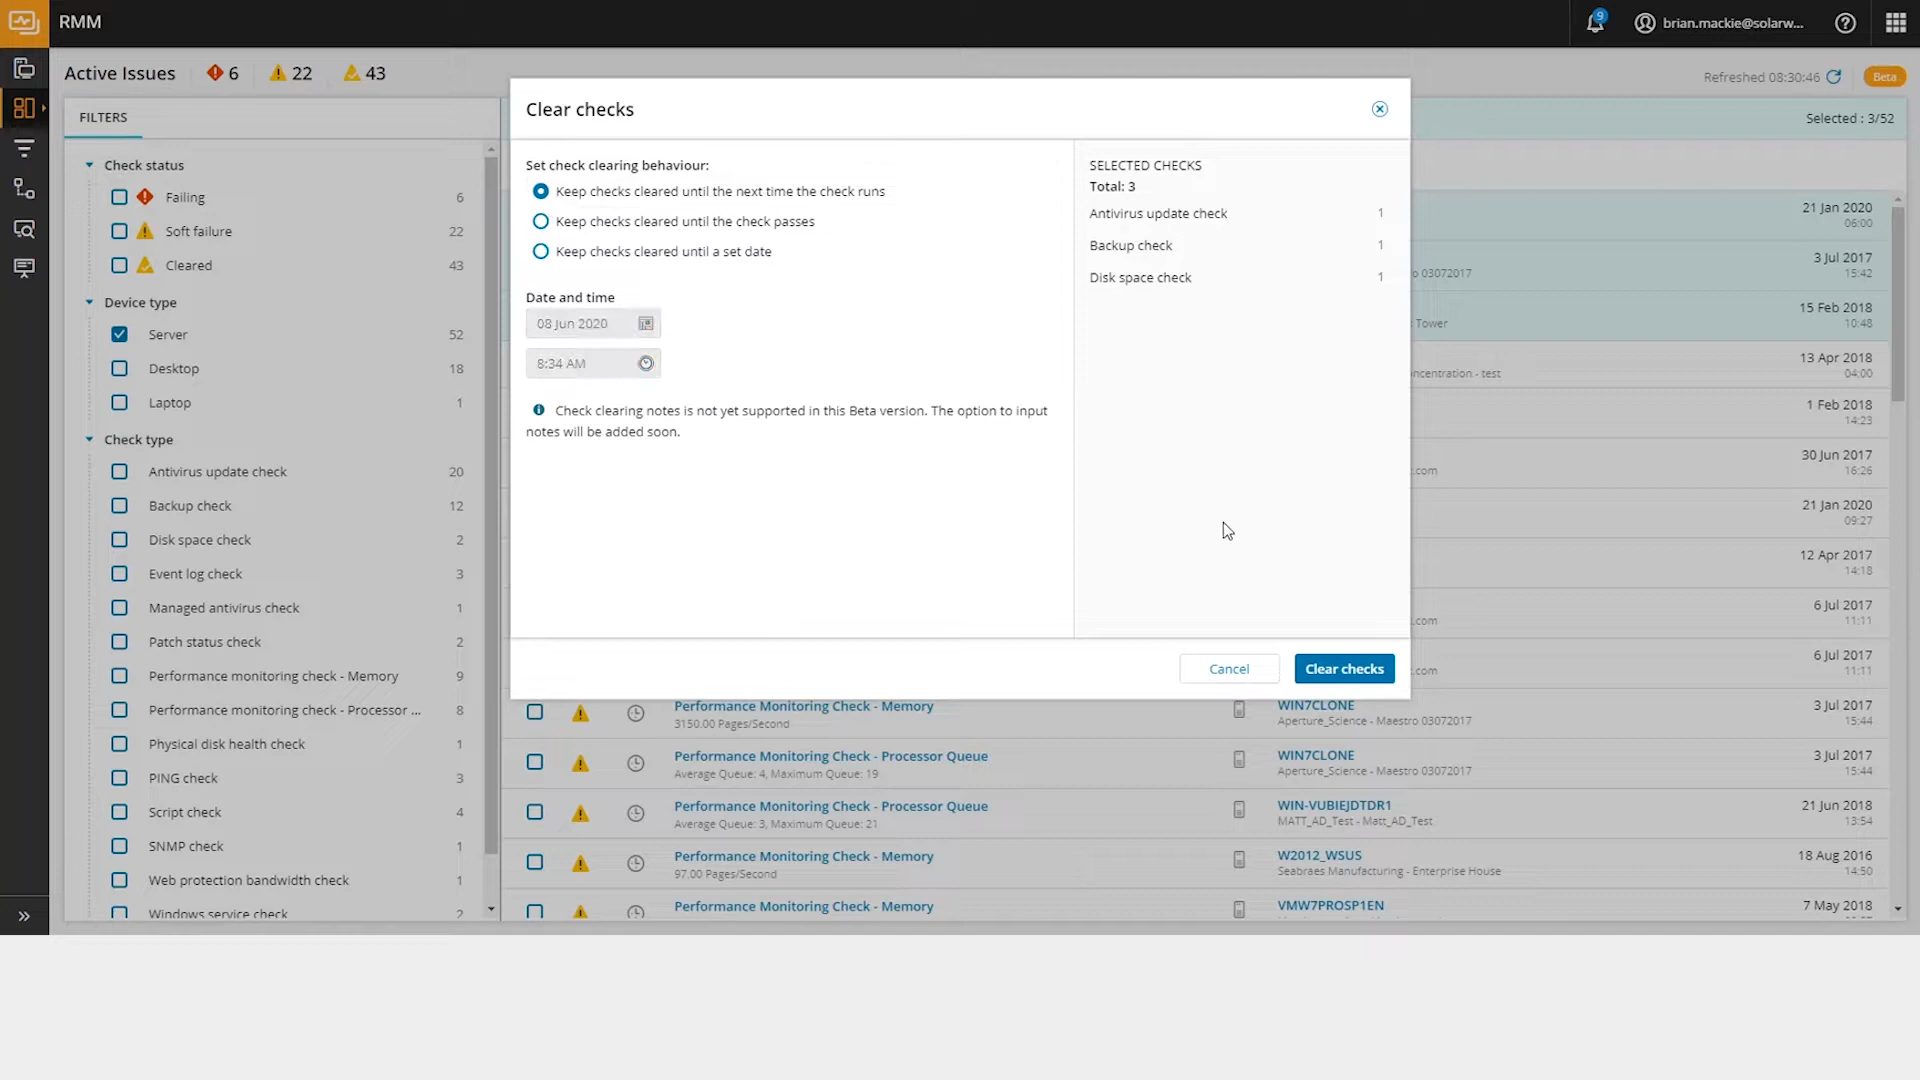 RMM
9
brian.mackie@solarw...
Active Issues
6
22
43
Refreshed 08:30:46
Beta
FILTERS
Check status
Failing 6
Soft failure 22
Cleared 43
Device type
Server 52
Desktop 18
Laptop 1
Check type
Antivirus update check 20
Backup check 12
Disk space check 2
Event log check 3
Managed antivirus check 1
Patch status check 2
Performance monitoring check - Memory 9
Performance monitoring check - Processor ... 8
Physical disk health check 1
PING check 3
Script check 4
SNMP check 1
Web protection bandwidth check 1
Windows service check 2
Clear checks
Set check clearing behaviour:
Keep checks cleared until the next time the check runs
Keep checks cleared until the check passes
Keep checks cleared until a set date
Date and time
08 Jun 2020
8:34 AM
Check clearing notes is not yet supported in this Beta version. The option to input
notes will be added soon.
SELECTED CHECKS
Total: 3
Antivirus update check 1
Backup check 1
Disk space check 1
Cancel
Clear checks
Selected : 3/52
21 Jan 2020
06:00
3 Jul 2017
o 03072017 15:42
15 Feb 2018
Tower 10:48
13 Apr 2018
ncentration - test 04:00
1 Feb 2018
14:23
30 Jun 2017
.com 16:26
21 Jan 2020
09:27
12 Apr 2017
14:18
6 Jul 2017
.com 11:11
6 Jul 2017
.com 11:11
Performance Monitoring Check - Memory WIN7CLONE 3 Jul 2017
3150.00 Pages/Second Aperture_Science - Maestro 03072017 15:44
Performance Monitoring Check - Processor Queue WIN7CLONE 3 Jul 2017
Average Queue: 4, Maximum Queue: 19 Aperture_Science - Maestro 03072017 15:44
Performance Monitoring Check - Processor Queue WIN-VUBIEJDTDR1 21 Jun 2018
Average Queue: 3, Maximum Queue: 21 MATT_AD_Test - Matt_AD_Test 13:54
Performance Monitoring Check - Memory W2012_WSUS 18 Aug 2016
97.00 Pages/Second Seabraes Manufacturing - Enterprise House 14:50
Performance Monitoring Check - Memory VMW7PROSP1EN 7 May 2018